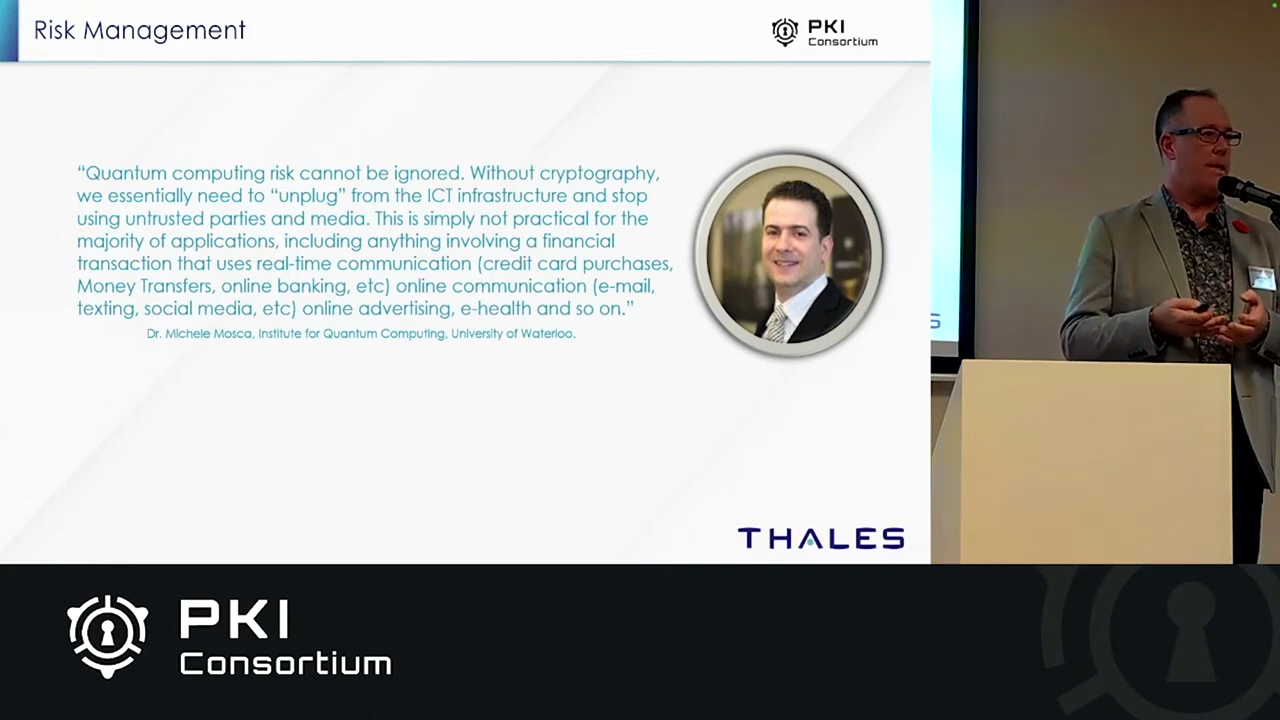 Risk Management
PKI
Consortium
“Quantum computing risk cannot be ignored. Without cryptography,
we essentially need to “unplug” from the ICT infrastructure and stop
using untrusted parties and media. This is simply not practical for the
majority of applications, including anything involving a financial
transaction that uses real-time communication (credit card purchases,
Money Transfers, online banking, etc) online communication (e-mail,
texting, social media, etc) online advertising, e-health and so on.”
Dr. Michele Mosca, Institute for Quantum Computing, University of Waterloo.
THALES
S
PKI
Consortium